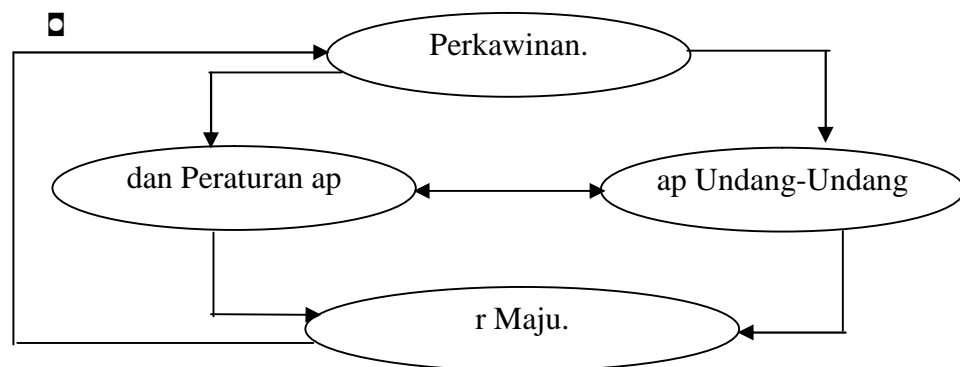 Perkawinan.
dan Peraturan ap
ap Undang-Undang
r Maju.